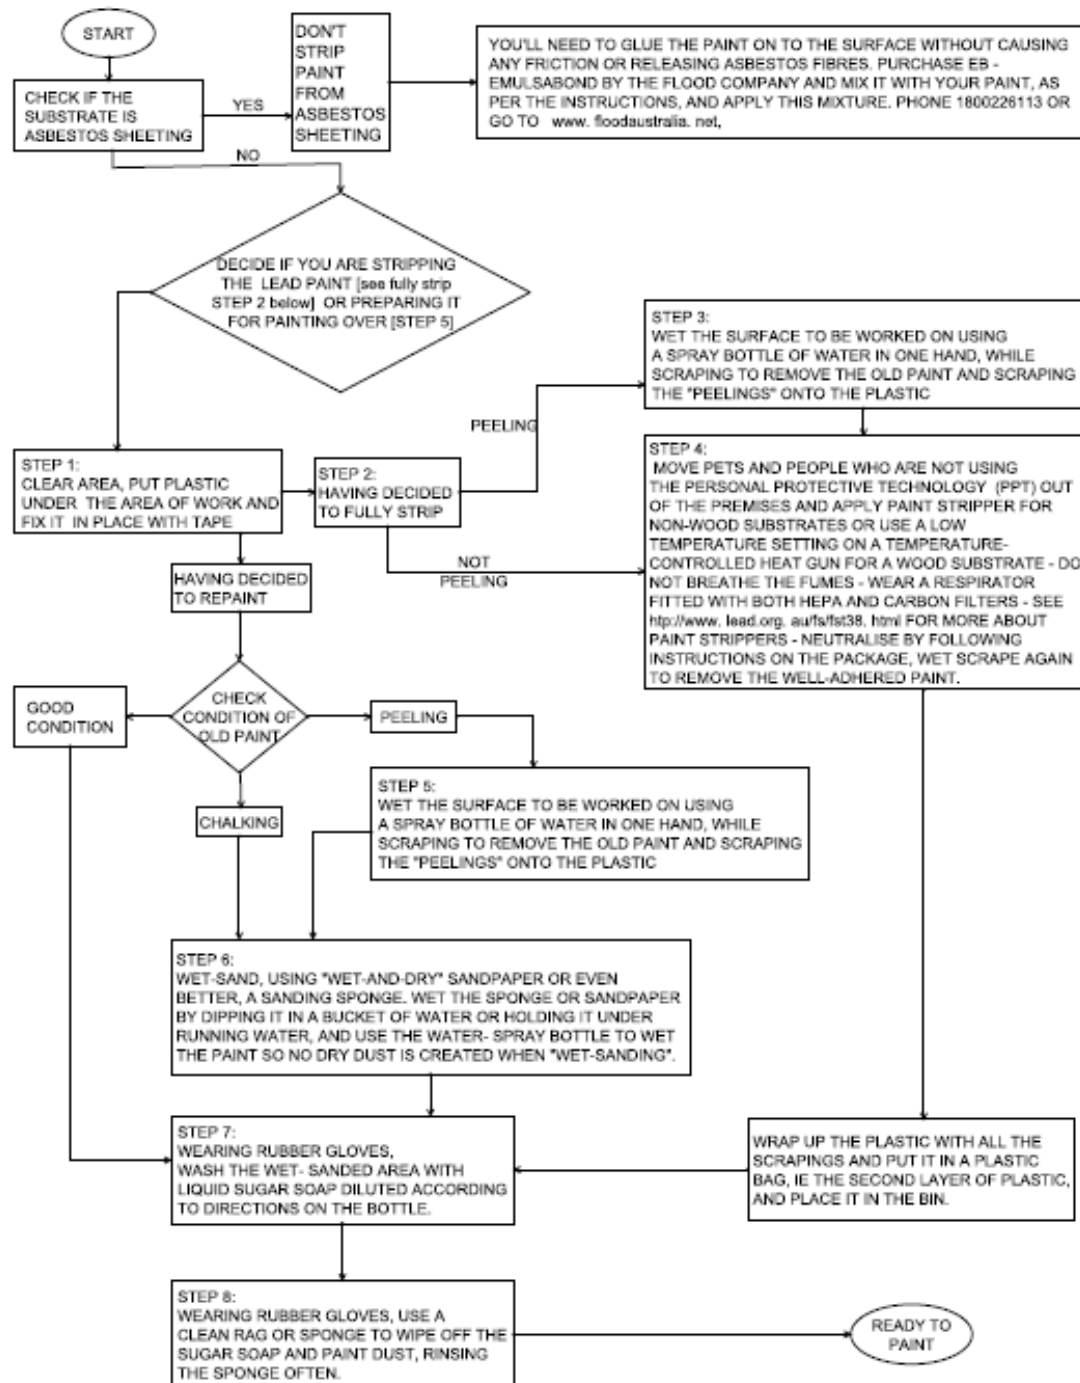 START
CHECK IF THE
SUBSTRATE IS
ASBESTOS SHEETING
YES
DON'T
STRIP
PAINT
FROM
ASBESTOS
SHEETING
YOU'LL NEED TO GLUE THE PAINT ON TO THE SURFACE WITHOUT CAUSING
ANY FRICTION OR RELEASING ASBESTOS FIBRES. PURCHASE EB -
EMULSABOND BY THE FLOOD COMPANY AND MIX IT WITH YOUR PAINT, AS
PER THE INSTRUCTIONS, AND APPLY THIS MIXTURE. PHONE 1800226113 OR
GO TO www. floodaustralia. net,
NO
DECIDE IF YOU ARE STRIPPING
THE LEAD PAINT [see fully strip
STEP 2 below] OR PREPARING IT
FOR PAINTING OVER [STEP 5]
STEP 1:
CLEAR AREA, PUT PLASTIC
UNDER THE AREA OF WORK AND
FIX IT IN PLACE WITH TAPE
STEP 2:
HAVING DECIDED
TO FULLY STRIP
PEELING
STEP 3:
WET THE SURFACE TO BE WORKED ON USING
A SPRAY BOTTLE OF WATER IN ONE HAND, WHILE
SCRAPING TO REMOVE THE OLD PAINT AND SCRAPING
THE "PEELINGS" ONTO THE PLASTIC
NOT
PEELING
STEP 4:
MOVE PETS AND PEOPLE WHO ARE NOT USING
THE PERSONAL PROTECTIVE TECHNOLOGY (PPT) OUT
OF THE PREMISES AND APPLY PAINT STRIPPER FOR
NON-WOOD SUBSTRATES OR USE A LOW
TEMPERATURE SETTING ON A TEMPERATURE-
CONTROLLED HEAT GUN FOR A WOOD SUBSTRATE - DO
NOT BREATHE THE FUMES - WEAR A RESPIRATOR
FITTED WITH BOTH HEPA AND CARBON FILTERS - SEE
htp://www. lead.org. au/fs/fst38. html FOR MORE ABOUT
PAINT STRIPPERS - NEUTRALISE BY FOLLOWING
INSTRUCTIONS ON THE PACKAGE, WET SCRAPE AGAIN
TO REMOVE THE WELL-ADHERED PAINT.
HAVING DECIDED
TO REPAINT
CHECK
CONDITION OF
OLD PAINT
GOOD
CONDITION
PEELING
CHALKING
STEP 5:
WET THE SURFACE TO BE WORKED ON USING
A SPRAY BOTTLE OF WATER IN ONE HAND, WHILE
SCRAPING TO REMOVE THE OLD PAINT AND SCRAPING
THE "PEELINGS" ONTO THE PLASTIC
STEP 6:
WET-SAND, USING "WET-AND-DRY" SANDPAPER OR EVEN
BETTER, A SANDING SPONGE. WET THE SPONGE OR SANDPAPER
BY DIPPING IT IN A BUCKET OF WATER OR HOLDING IT UNDER
RUNNING WATER, AND USE THE WATER- SPRAY BOTTLE TO WET
THE PAINT SO NO DRY DUST IS CREATED WHEN "WET-SANDING".
STEP 7:
WEARING RUBBER GLOVES,
WASH THE WET- SANDED AREA WITH
LIQUID SUGAR SOAP DILUTED ACCORDING
TO DIRECTIONS ON THE BOTTLE.
WRAP UP THE PLASTIC WITH ALL THE
SCRAPINGS AND PUT IT IN A PLASTIC
BAG, IE THE SECOND LAYER OF PLASTIC,
AND PLACE IT IN THE BIN.
STEP 8:
WEARING RUBBER GLOVES, USE A
CLEAN RAG OR SPONGE TO WIPE OFF THE
SUGAR SOAP AND PAINT DUST, RINSING
THE SPONGE OFTEN.
READY TO
PAINT